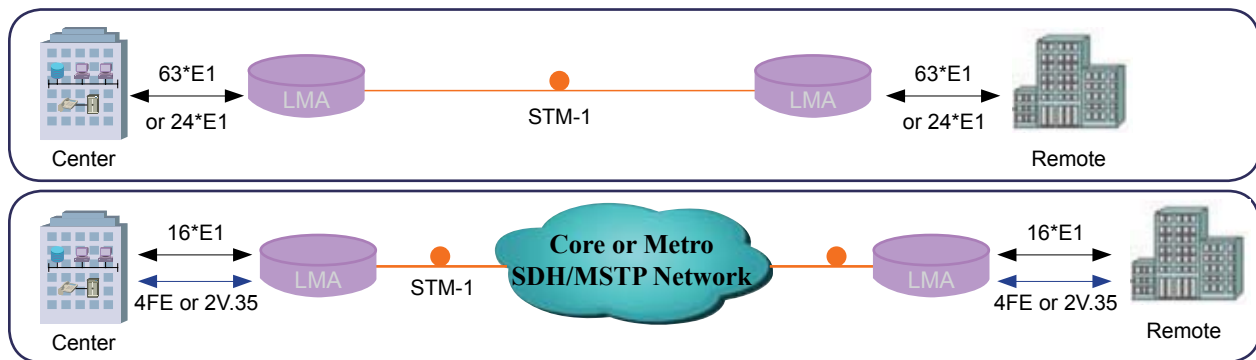 63*E1
or 24*E1
LMA
STM-1
LMA
63*E1
or 24*E1
Center
Remote
16*E1
4FE or 2V.35
LMA
STM-1
Core or Metro
SDH/MSTP Network
LMA
16*E1
4FE or 2V.35
Center
Remote